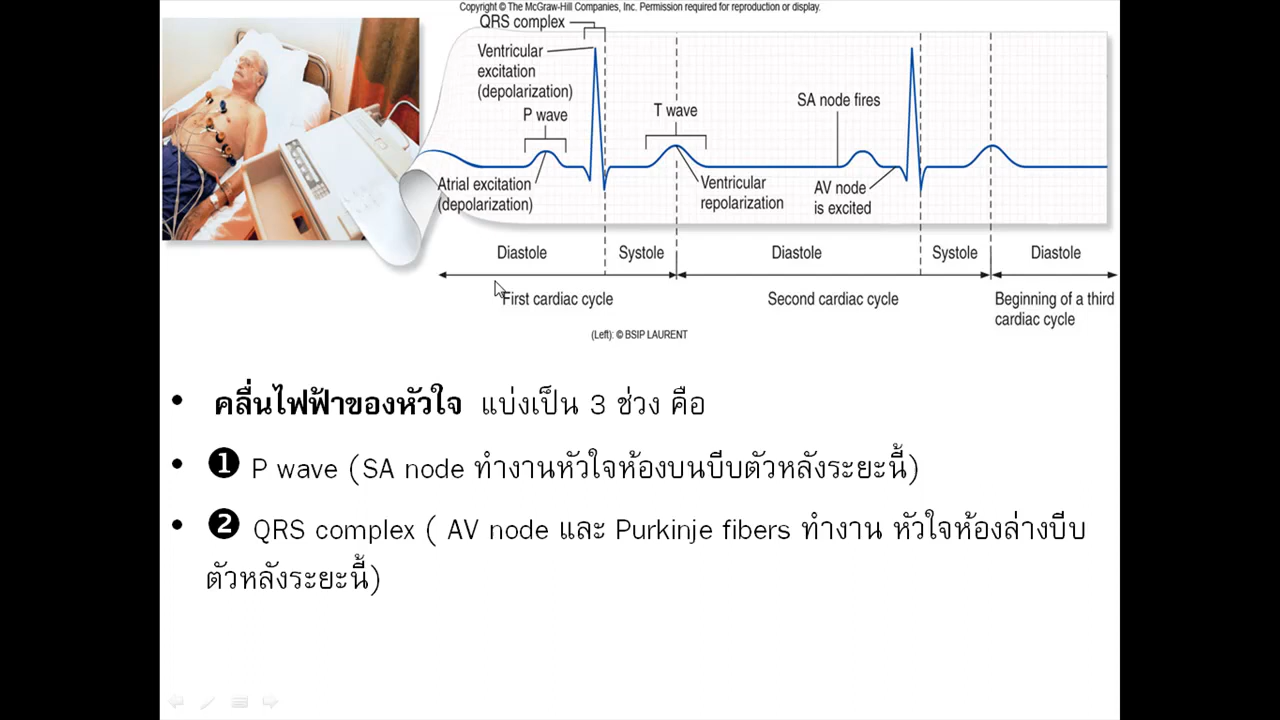 Copyright © The McGraw-Hill Companies, Inc. Permission required for reproduction or display.
QRS complex
Ventricular
excitation
(depolarization)
P wave
T wave
SA node fires
Atrial excitation
(depolarization)
Ventricular
repolarization
AV node
is excited
Diastole
Systole
Diastole
Systole
Diastole
First cardiac cycle
Second cardiac cycle
Beginning of a third
cardiac cycle
(Left): © BSIP LAURENT
• คลื่นไฟฟ้าของหัวใจ แบ่งเป็น 3 ช่วง คือ
• ❶ P wave (SA node ทำงานหัวใจห้องบนบีบตัวหลังระยะนี้)
• ❷ QRS complex ( AV node และ Purkinje fibers ทำงาน หัวใจห้องล่างบีบ
ตัวหลังระยะนี้)